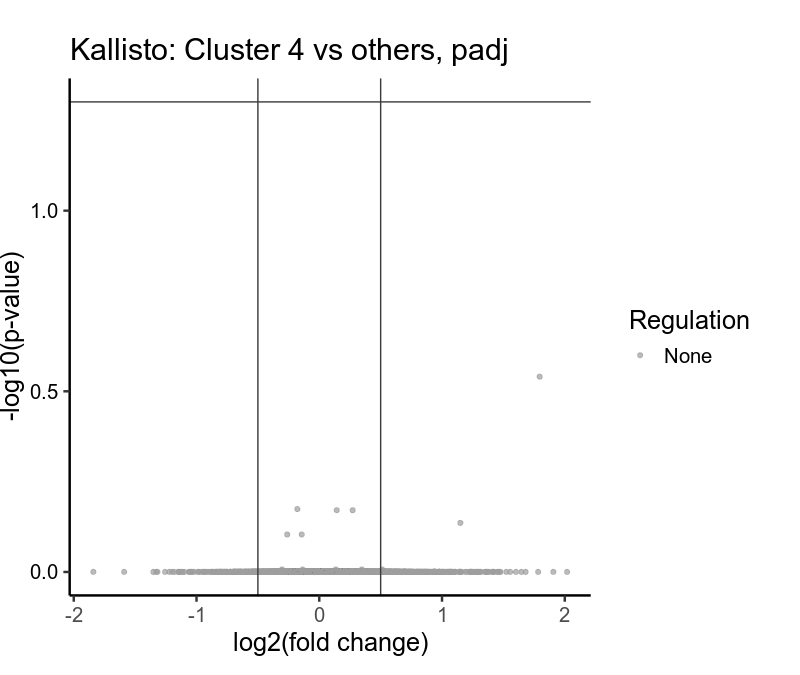 Kallisto: Cluster 4 vs others, padj
1.0
0.5
0.0
-log10(p-value)
-2
-1
0
1
2
log2(fold change)
Regulation
None